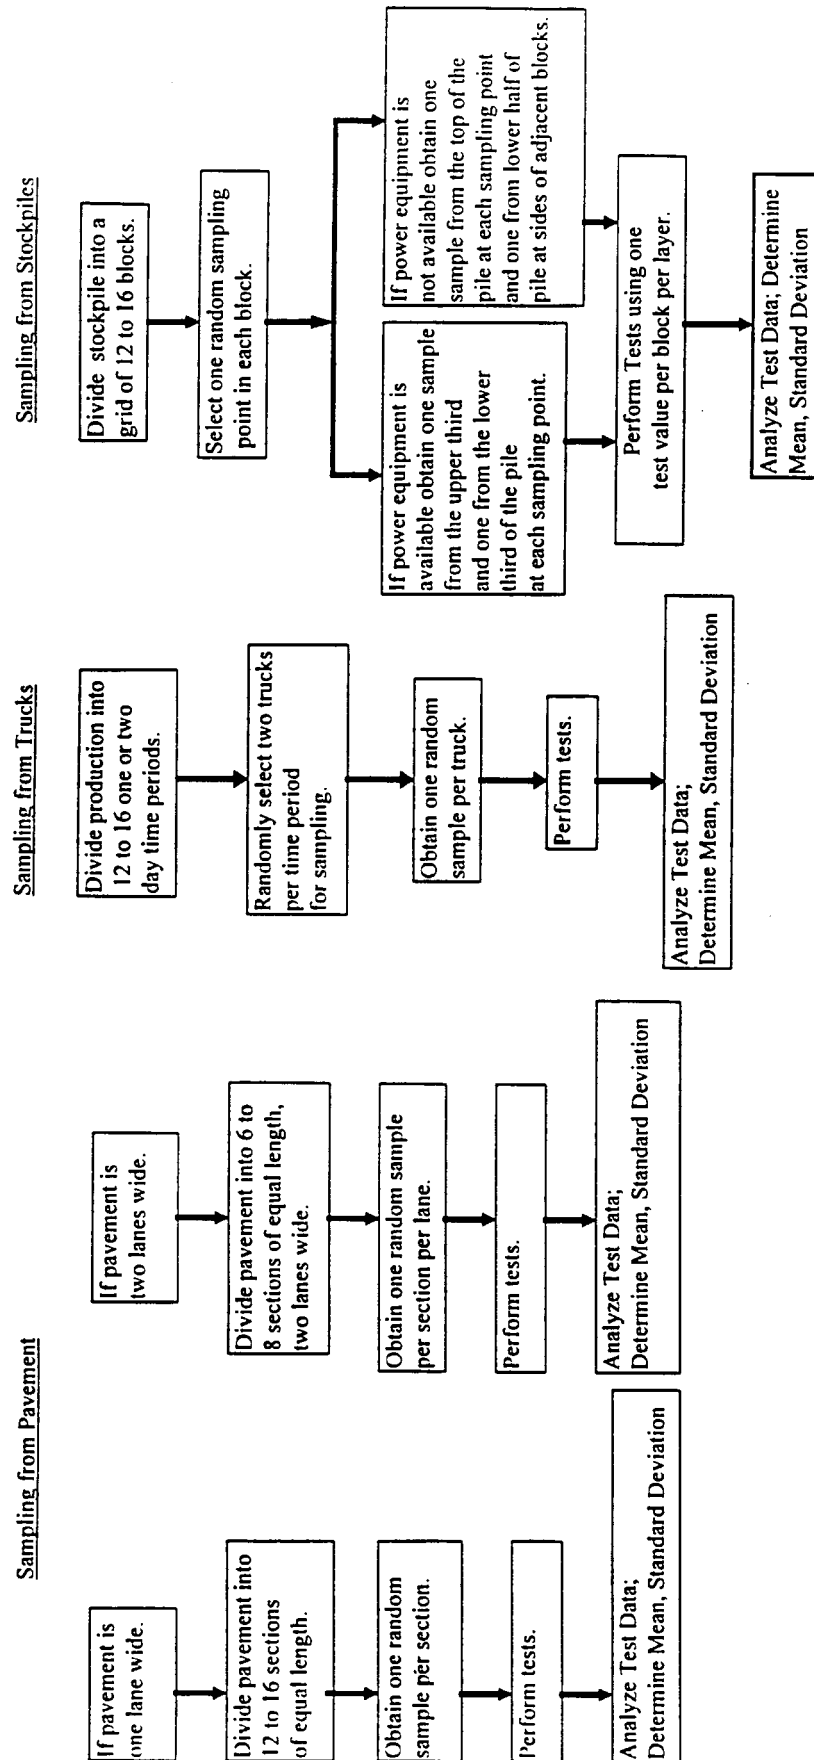 Sampling from Pavement
If pavement is
one lane wide.
Divide pavement into
12 to 16 sections
of equal length.
Obtain one random
sample per section.
Perform tests.
Analyze Test Data;
Determine Mean, Standard Deviation
If pavement is
two lanes wide.
Divide pavement into 6 to
8 sections of equal length,
two lanes wide.
Obtain one random sample
per section per lane.
Perform tests.
Analyze Test Data;
Determine Mean, Standard Deviation
Sampling from Trucks
Divide production into
12 to 16 one or two
day time periods.
Randomly select two trucks
per time period
for sampling.
Obtain one random
sample per truck.
Perform tests.
Analyze Test Data;
Determine Mean, Standard Deviation
Sampling from Stockpiles
Divide stockpile into a
grid of 12 to 16 blocks.
Select one random sampling
point in each block.
If power equipment is
available obtain one sample
from the upper third
and one from the lower
third of the pile
at each sampling point.
If power equipment is
not available obtain one
sample from the top of the
pile at each sampling point
and one from lower half of
pile at sides of adjacent blocks.
Perform Tests using one
test value per block per layer.
Analyze Test Data; Determine
Mean, Standard Deviation